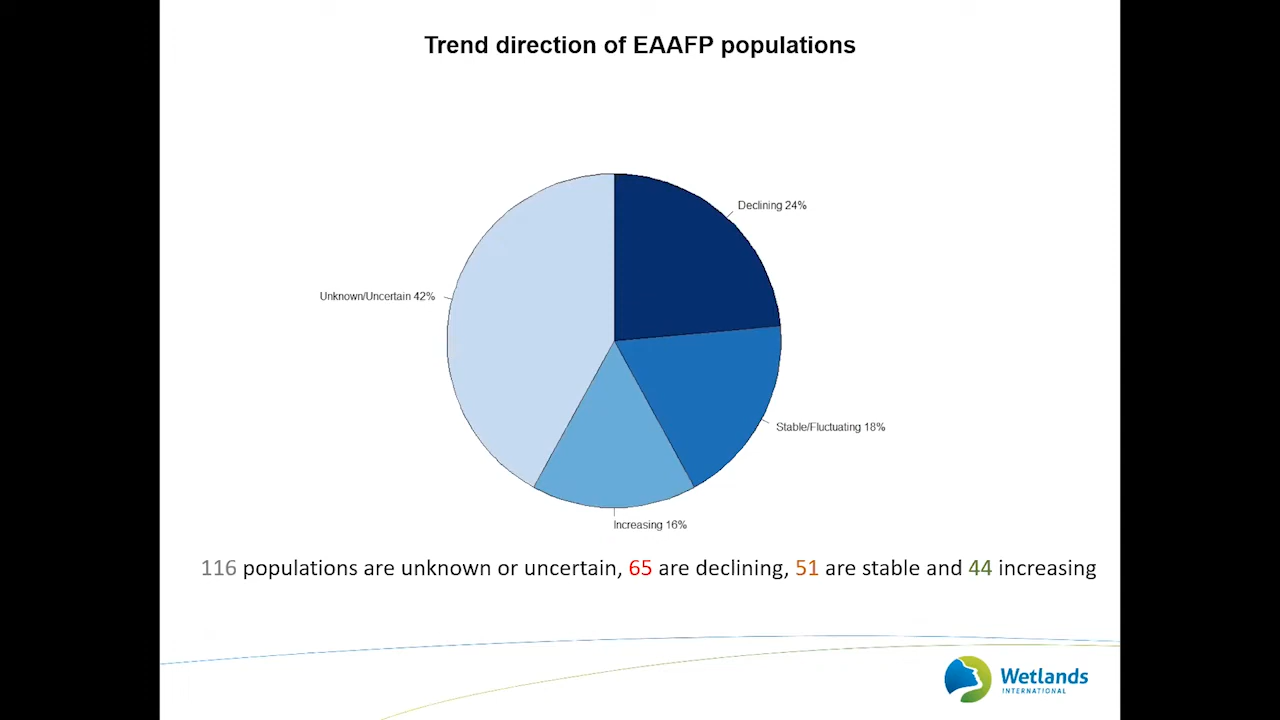 Trend direction of EAAFP populations
Declining 24%
Unknown/Uncertain 42%
Stable/Fluctuating 18%
Increasing 16%
116 populations are unknown or uncertain, 65 are declining, 51 are stable and 44 increasing
Wetlands
INTERNATIONAL